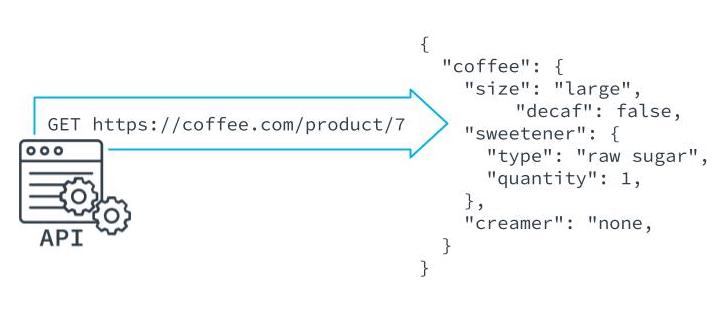 GET https://coffee.com/product/7
API
{
"coffee": {
"size": "large",
"decaf": false,
"sweetener": {
"type": "raw sugar",
"quantity": 1,
},
"creamer": "none,
}
}